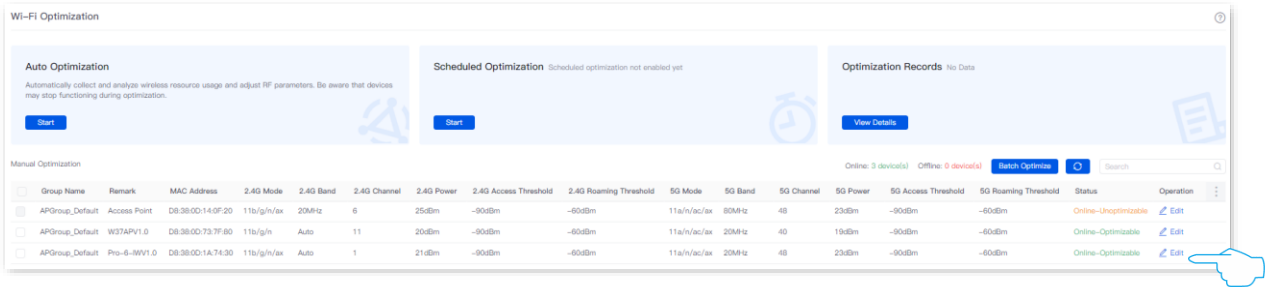 Wi-Fi Optimization
Auto Optimization
Automatically collect and analyze wireless resource usage and adjust RF parameters. Be aware that devices
may stop functioning during optimization.
Start
Scheduled Optimization Scheduled optimization not enabled yet
Start
Optimization Records No Data
View Details
Manual Optimization
Online: 3 device(s) Offline: 0 device(s) Batch Optimize Search
Group Name Remark MAC Address 2.4G Mode 2.4G Band 2.4G Channel 2.4G Power 2.4G Access Threshold 2.4G Roaming Threshold 5G Mode 5G Band 5G Channel 5G Power 5G Access Threshold 5G Roaming Threshold Status Operation
APGroup_Default Access Point D8:38:0D:14:0F:20 11b/g/n/ax 20MHz 6 25dBm -90dBm -60dBm 11a/n/ac/ax 80MHz 48 23dBm -90dBm -60dBm Online-Unoptimizable Edit
APGroup_Default W37APV1.0 D8:38:0D:73:7F:80 11b/g/n Auto 11 20dBm -90dBm -60dBm 11a/n/ac/ax 20MHz 40 19dBm -90dBm -60dBm Online-Optimizable Edit
APGroup_Default Pro-6-IWV1.0 D8:38:0D:1A:74:30 11b/g/n/ax Auto 1 21dBm -90dBm -60dBm 11a/n/ac/ax 20MHz 48 23dBm -90dBm -60dBm Online-Optimizable Edit